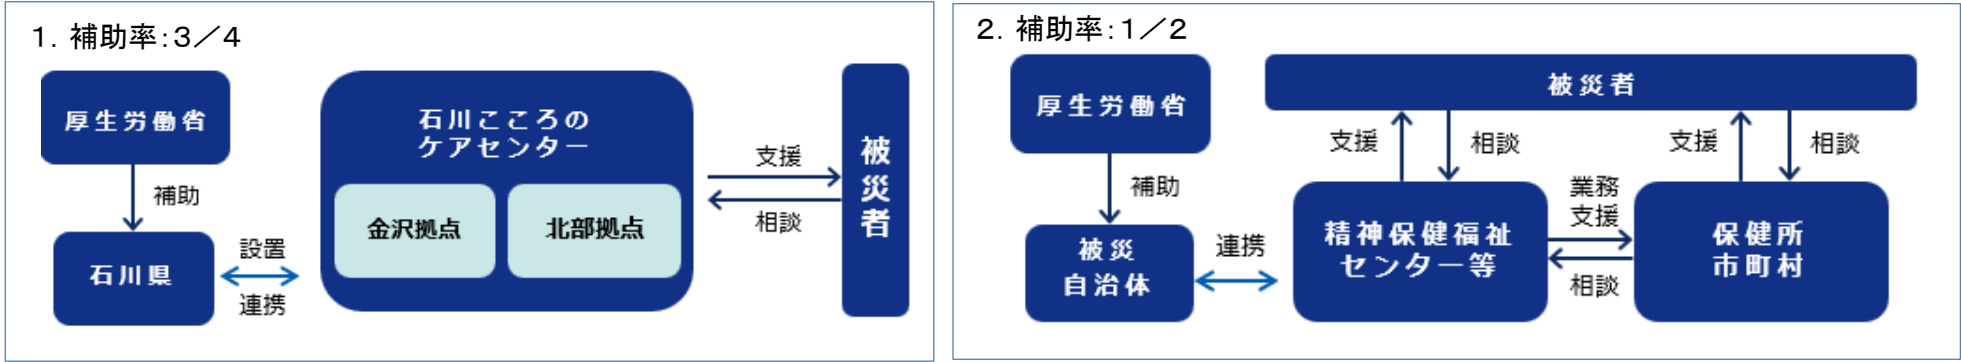 １．補助率：３／４
厚生労働省
補助
石川県
設置
連携
石川こころの
ケアセンター
金沢拠点
北部拠点
支援
相談
被災者
２．補助率：１／２
厚生労働省
補助
被災
自治体
連携
被災者
支援
相談
支援
相談
精神保健福祉
センター等
業務
支援
相談
保健所
市町村